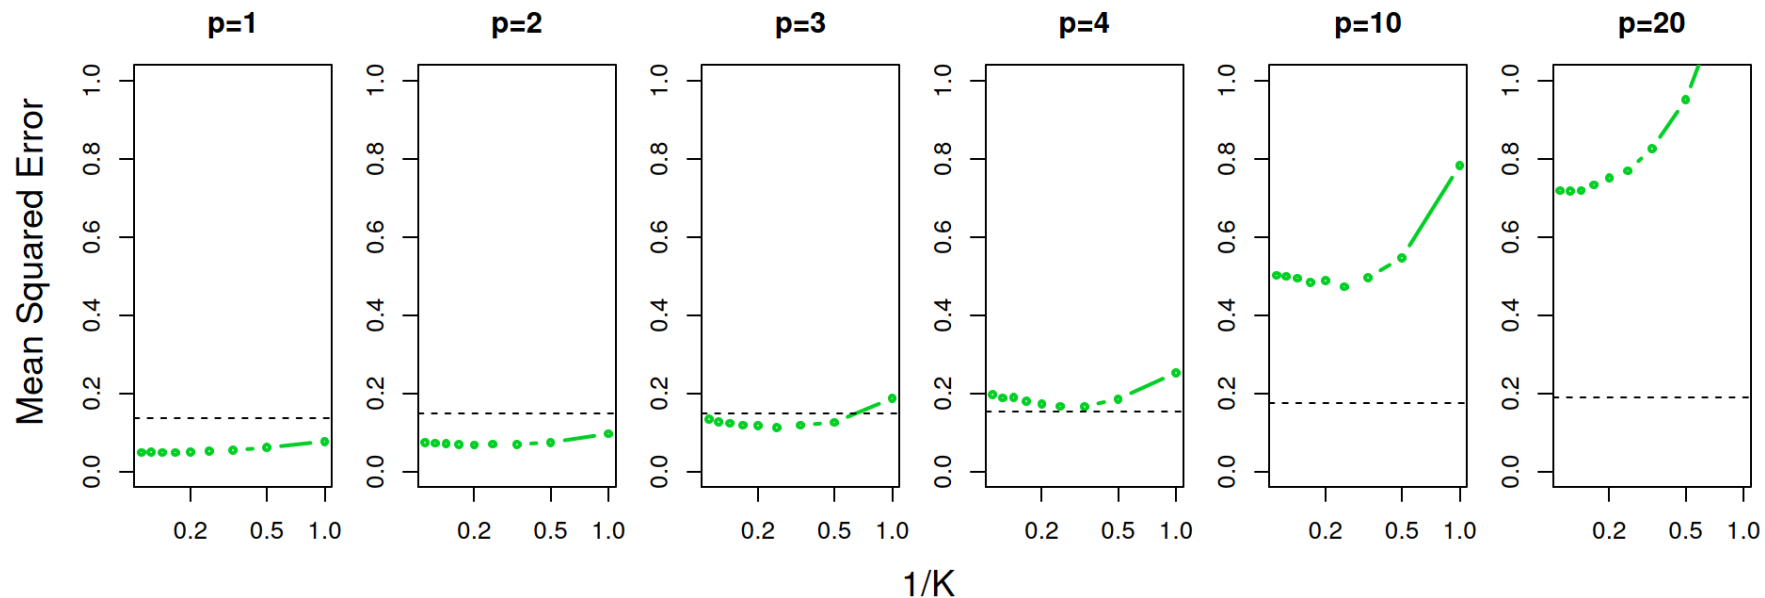 p=1 p=2 p=3 p=4 p=10 p=20
Mean Squared Error
1.0 1.0 1.0 1.0 1.0 1.0
0.8 0.8 0.8 0.8 0.8 0.8
0.6 0.6 0.6 0.6 0.6 0.6
0.4 0.4 0.4 0.4 0.4 0.4
0.2 0.2 0.2 0.2 0.2 0.2
0.0 0.0 0.0 0.0 0.0 0.0
0.2 0.5 1.0 0.2 0.5 1.0 0.2 0.5 1.0 0.2 0.5 1.0 0.2 0.5 1.0 0.2 0.5 1.0
1/K